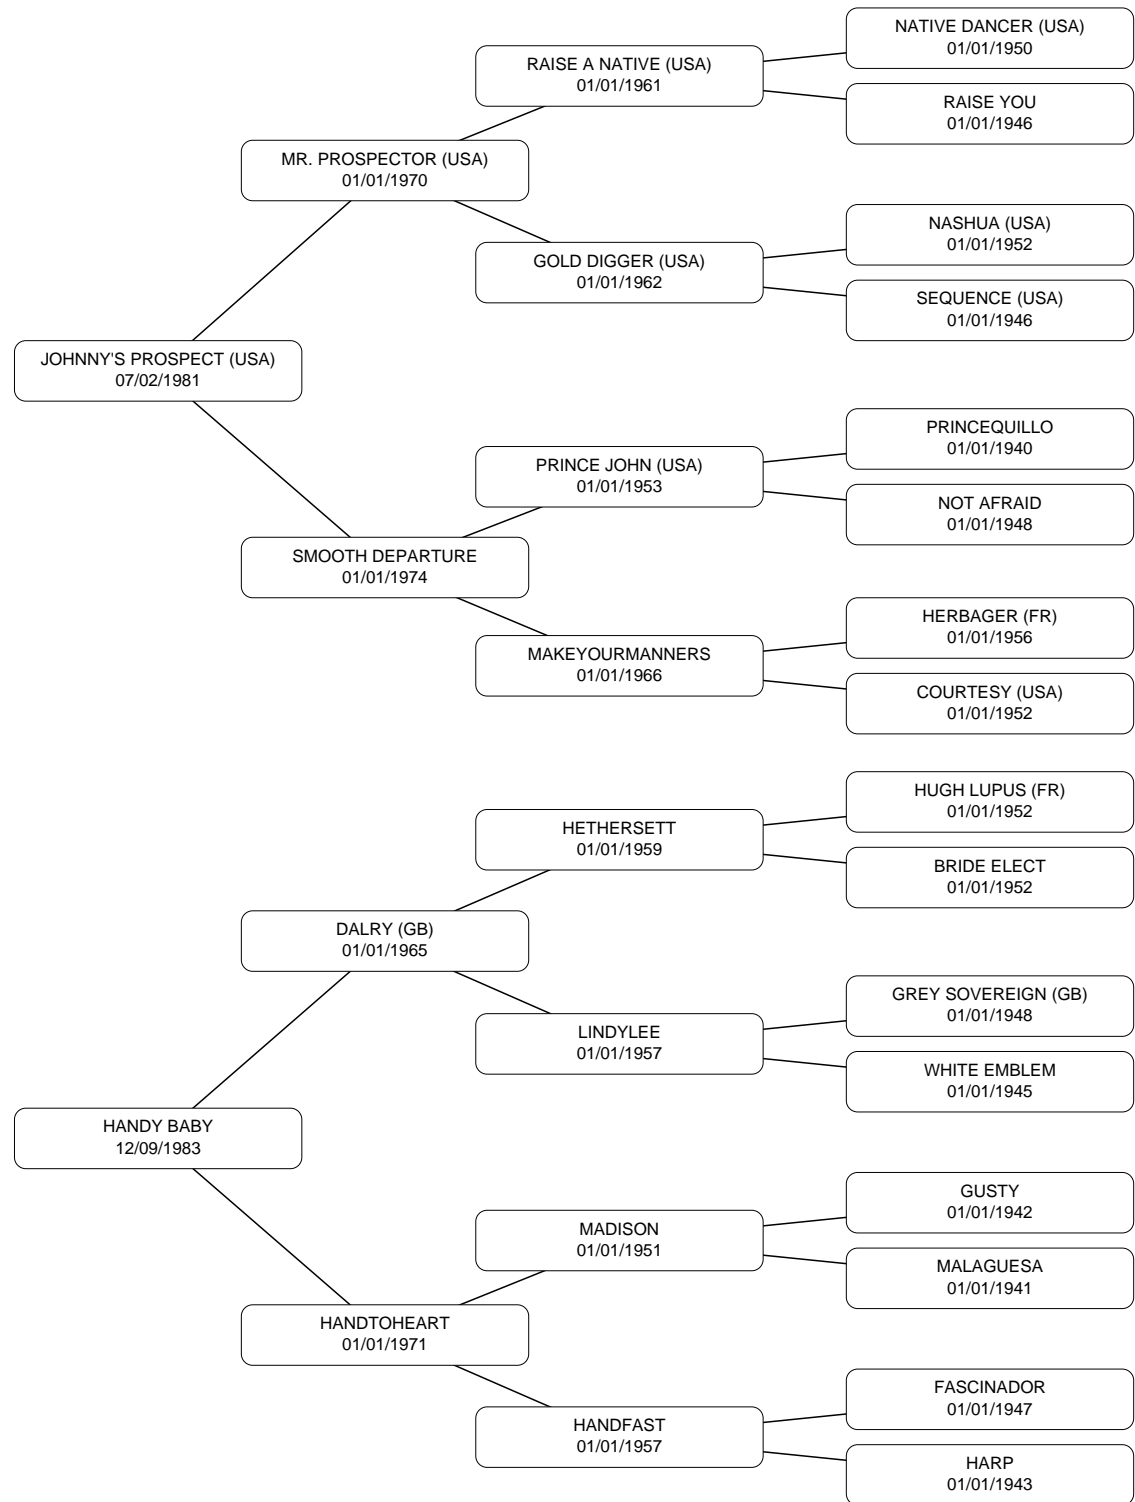 NATIVE DANCER (USA)
01/01/1950
RAISE A NATIVE (USA)
01/01/1961
RAISE YOU
01/01/1946
MR. PROSPECTOR (USA)
01/01/1970
NASHUA (USA)
01/01/1952
GOLD DIGGER (USA)
01/01/1962
SEQUENCE (USA)
01/01/1946
JOHNNY'S PROSPECT (USA)
07/02/1981
PRINCEQUILLO
01/01/1940
PRINCE JOHN (USA)
01/01/1953
NOT AFRAID
01/01/1948
SMOOTH DEPARTURE
01/01/1974
HERBAGER (FR)
01/01/1956
MAKEYOURMANNERS
01/01/1966
COURTESY (USA)
01/01/1952
HUGH LUPUS (FR)
01/01/1952
HETHERSETT
01/01/1959
BRIDE ELECT
01/01/1952
DALRY (GB)
01/01/1965
GREY SOVEREIGN (GB)
01/01/1948
LINDYLEE
01/01/1957
WHITE EMBLEM
01/01/1945
HANDY BABY
12/09/1983
GUSTY
01/01/1942
MADISON
01/01/1951
MALAGUESA
01/01/1941
HANDTOHEART
01/01/1971
FASCINADOR
01/01/1947
HANDFAST
01/01/1957
HARP
01/01/1943